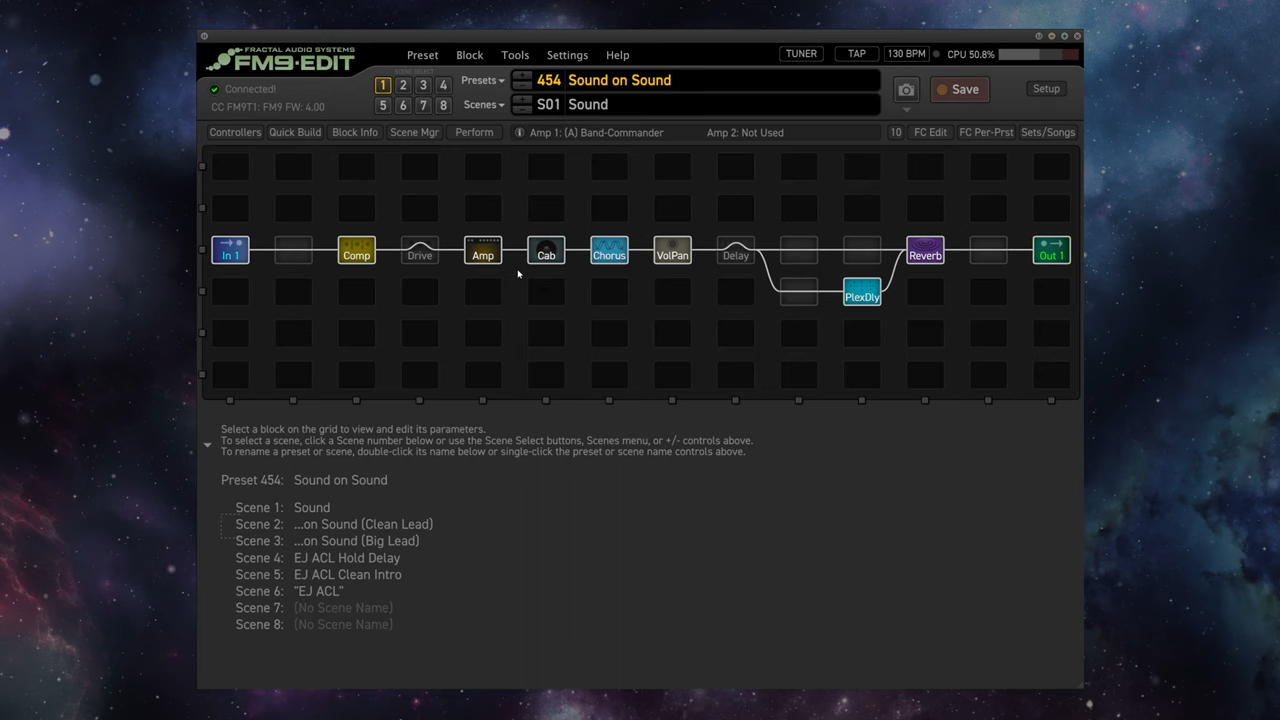 FRACTAL AUDIO SYSTEMS
FM9-EDIT
Preset Block Tools Settings Help
TUNER TAP 130 BPM CPU 50.8%
Connected!
CC FM9T1: FM9 FW: 4.00
SCENE SELECT
1 2 3 4
5 6 7 8
Presets 454 Sound on Sound
Scenes S01 Sound
Save
Setup
Controllers Quick Build Block Info Scene Mgr Perform Amp 1: (A) Band-Commander Amp 2: Not Used 10 FC Edit FC Per-Prst Sets/Songs
In 1 Comp Drive Amp Cab Chorus VolPan Delay Reverb Out 1
PlexDly
Select a block on the grid to view and edit its parameters.
To select a scene, click a Scene number below or use the Scene Select buttons, Scenes menu, or +/- controls above.
To rename a preset or scene, double-click its name below or single-click the preset or scene name controls above.
Preset 454: Sound on Sound
Scene 1: Sound
Scene 2: ...on Sound (Clean Lead)
Scene 3: ...on Sound (Big Lead)
Scene 4: EJ ACL Hold Delay
Scene 5: EJ ACL Clean Intro
Scene 6: "EJ ACL"
Scene 7: (No Scene Name)
Scene 8: (No Scene Name)